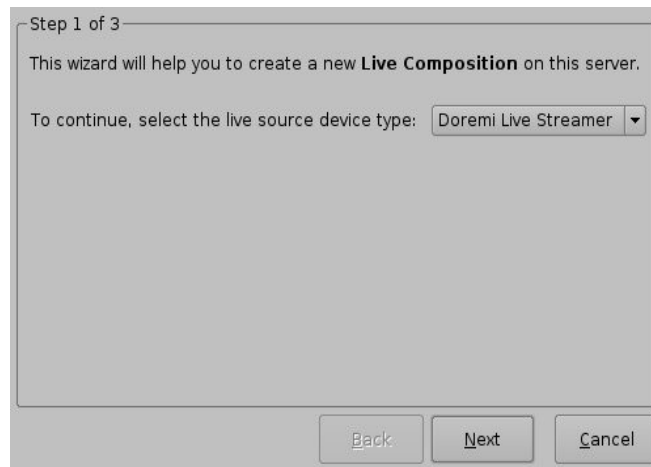 Step 1 of 3
This wizard will help you to create a new Live Composition on this server.
To continue, select the live source device type: Doremi Live Streamer
Back Next Cancel